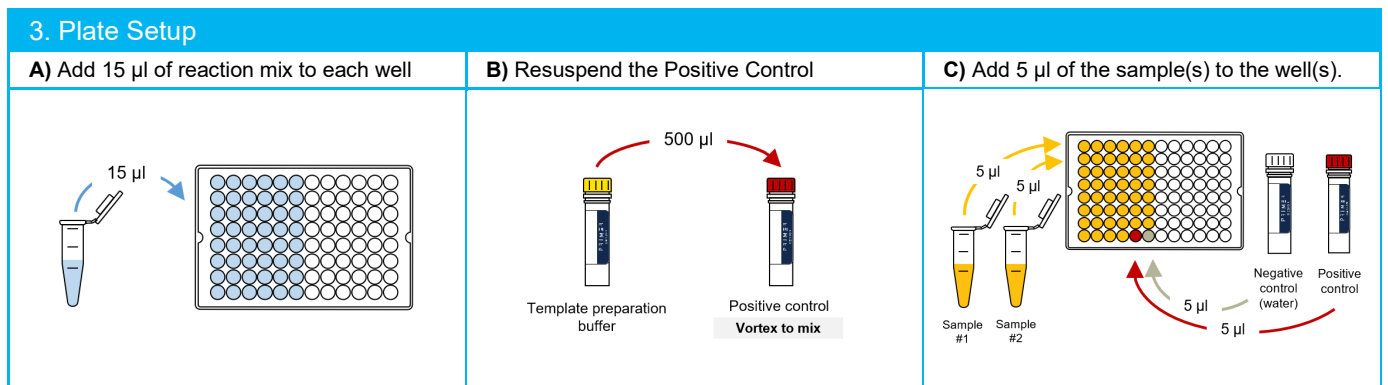 3. Plate Setup
A) Add 15 µl of reaction mix to each well
B) Resuspend the Positive Control
C) Add 5 µl of the sample(s) to the well(s).
15 µl
500 µl
Template preparation
buffer
Positive control
Vortex to mix
5 µl
5 µl
Sample
#1
Sample
#2
5 µl
5 µl
Negative
control
(water)
Positive
control